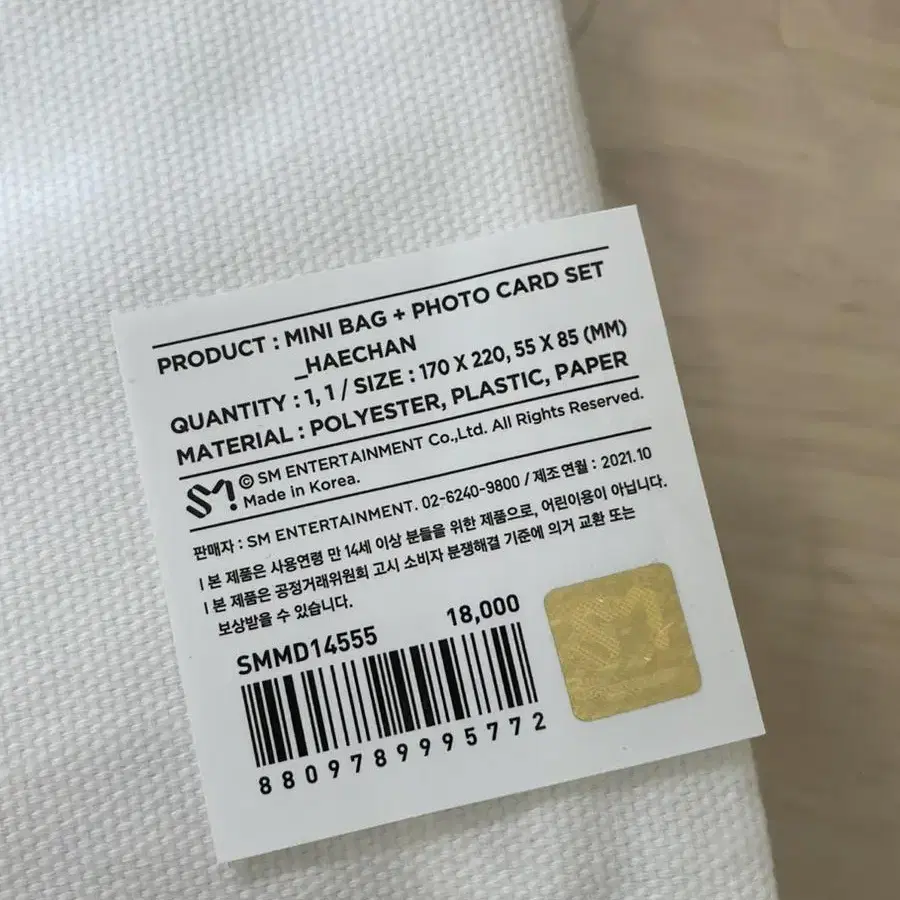 PRODUCT : MINI BAG + PHOTO CARD SET
_HAECHAN
QUANTITY : 1, 1 / SIZE : 170 X 220, 55 X 85 (MM)
MATERIAL : POLYESTER, PLASTIC, PAPER
SM! © SM ENTERTAINMENT Co.,Ltd. All Rights Reserved.
Made in Korea.
판매자 : SM ENTERTAINMENT. 02-6240-9800 / 제조연월 : 2021.10
| 본 제품은 사용연령 만 14세 이상 분들을 위한 제품으로, 어린이용이 아닙니다.
| 본 제품은 공정거래위원회 고시 소비자 분쟁해결 기준에 의거 교환 또는
보상받을 수 있습니다.
SMMD14555 18,000
8809789995772